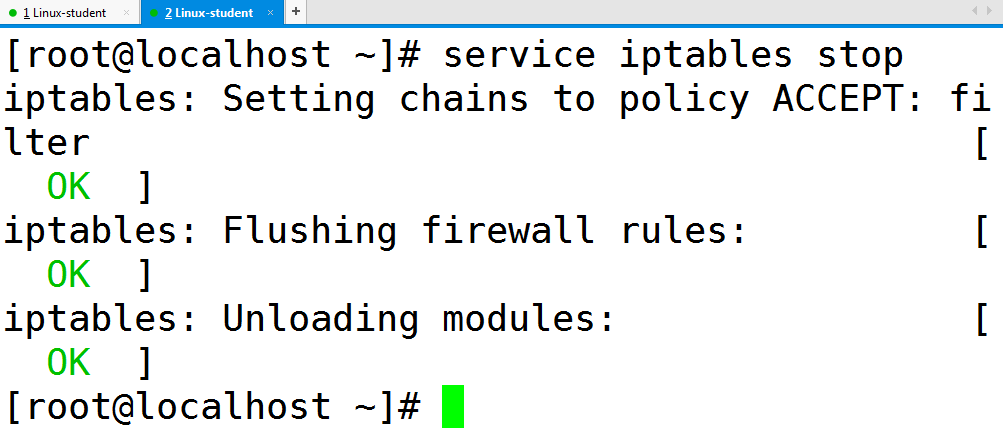 1 Linux-student × 2 Linux-student × +
[root@localhost ~]# service iptables stop
iptables: Setting chains to policy ACCEPT: fi
lter                                        [
  OK  ]
iptables: Flushing firewall rules:          [
  OK  ]
iptables: Unloading modules:                [
  OK  ]
[root@localhost ~]#